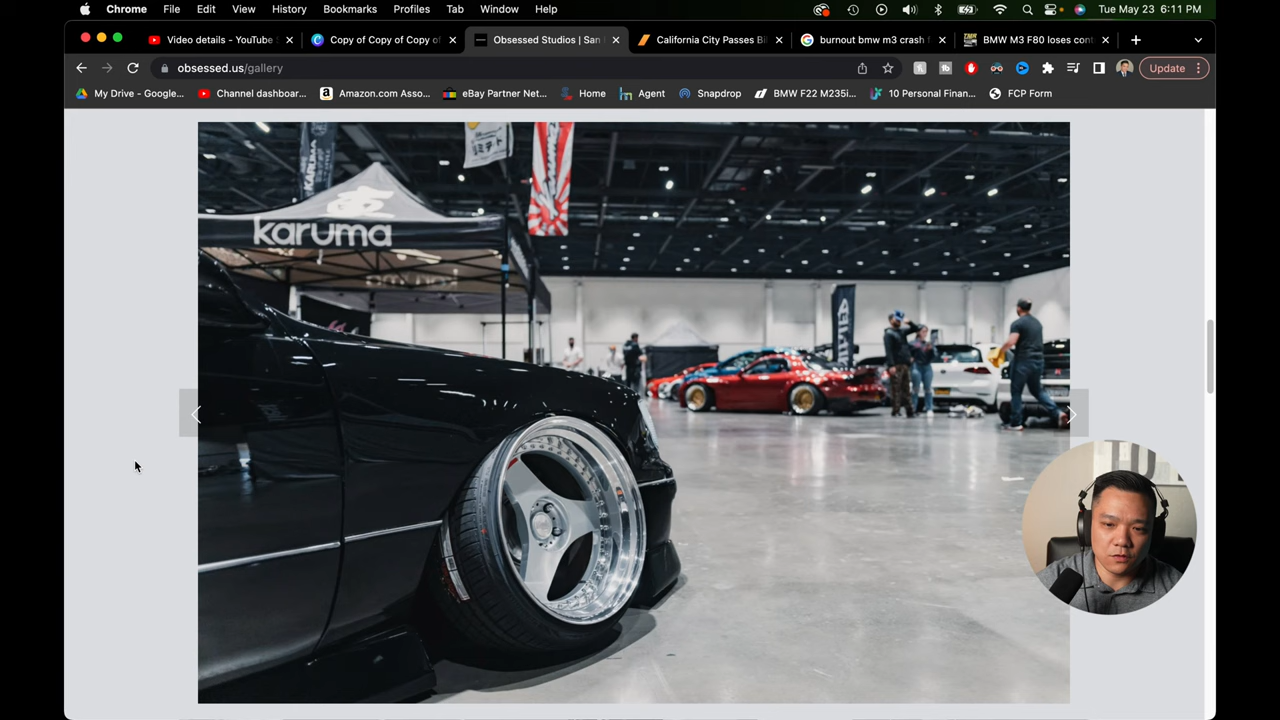 Chrome File Edit View History Bookmarks Profiles Tab Window Help Tue May 23 6:11 PM
Video details - YouTube Copy of Copy of Copy of Obsessed Studios | San California City Passes Bi burnout bmw m3 crash BMW M3 F80 loses cont
obsessed.us/gallery Update
My Drive - Google... Channel dashboar... Amazon.com Asso... eBay Partner Net... Home Agent Snapdrop BMW F22 M235i... 10 Personal Finan... FCP Form
karuma